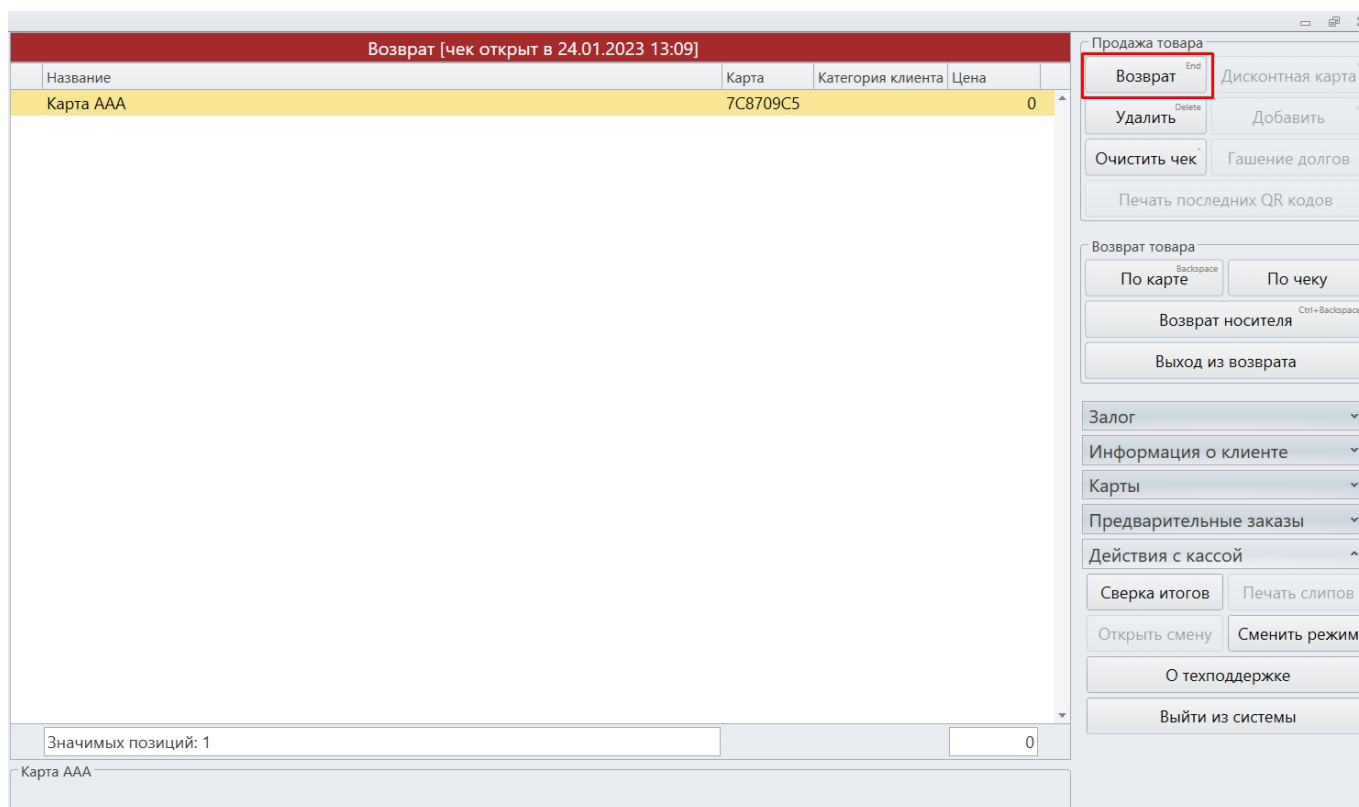 Возврат [чек открыт в 24.01.2023 13:09]
Название Карта Категория клиента Цена
Карта ААА 7C8709C5 0
Значимых позиций: 1 0
Карта ААА
Продажа товара
Возврат End Дисконтная карта
Удалить Delete Добавить
Очистить чек - Гашение долгов
Печать последних QR кодов
Возврат товара
По карте Backspace По чеку
Возврат носителя Ctrl+Backspace
Выход из возврата
Залог
Информация о клиенте
Карты
Предварительные заказы
Действия с кассой
Сверка итогов Печать слипов
Открыть смену Сменить режим
О техподдержке
Выйти из системы